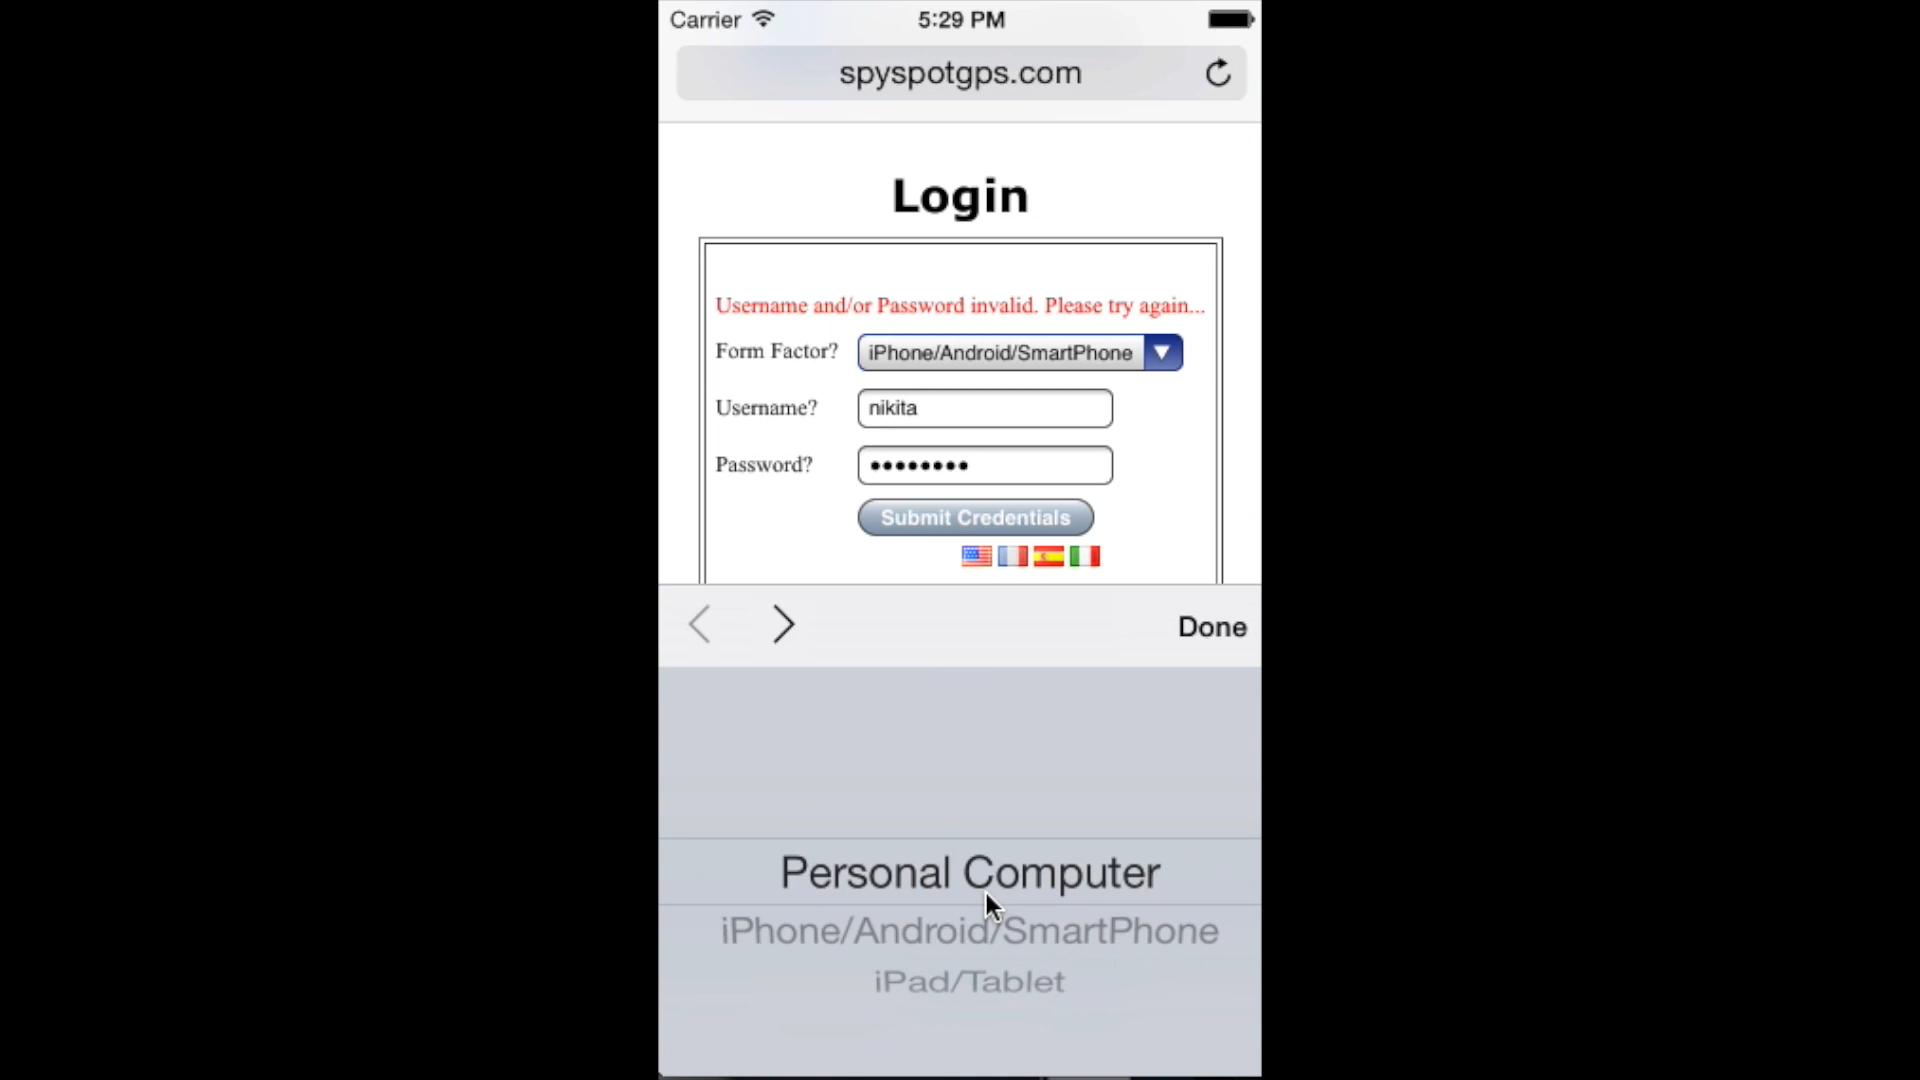 Carrier 5:29 PM
spyspotgps.com
Login
Username and/or Password invalid. Please try again...
Form Factor? iPhone/Android/SmartPhone
Username? nikita
Password? ••••••••
Submit Credentials
Done
Personal Computer
iPhone/Android/SmartPhone
iPad/Tablet